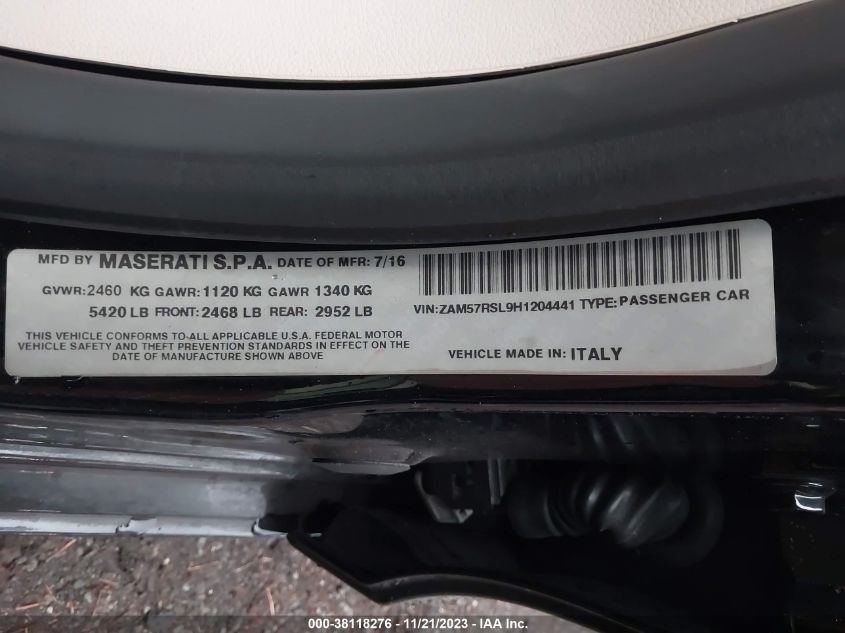 MFD BY MASERATI S.P.A. DATE OF MFR: 7/16
GVWR:2460 KG GAWR:1120 KG GAWR 1340 KG
5420 LB FRONT: 2468 LB REAR: 2952 LB
THIS VEHICLE CONFORMS TO ALL APPLICABLE U.S.A. FEDERAL MOTOR
VEHICLE SAFETY AND THEFT PREVENTION STANDARDS IN EFFECT ON THE
DATE OF MANUFACTURE SHOWN ABOVE
VIN:ZAM57RSL9H1204441 TYPE:PASSENGER CAR
VEHICLE MADE IN: ITALY
000-38118276 - 11/21/2023 - IAA Inc.